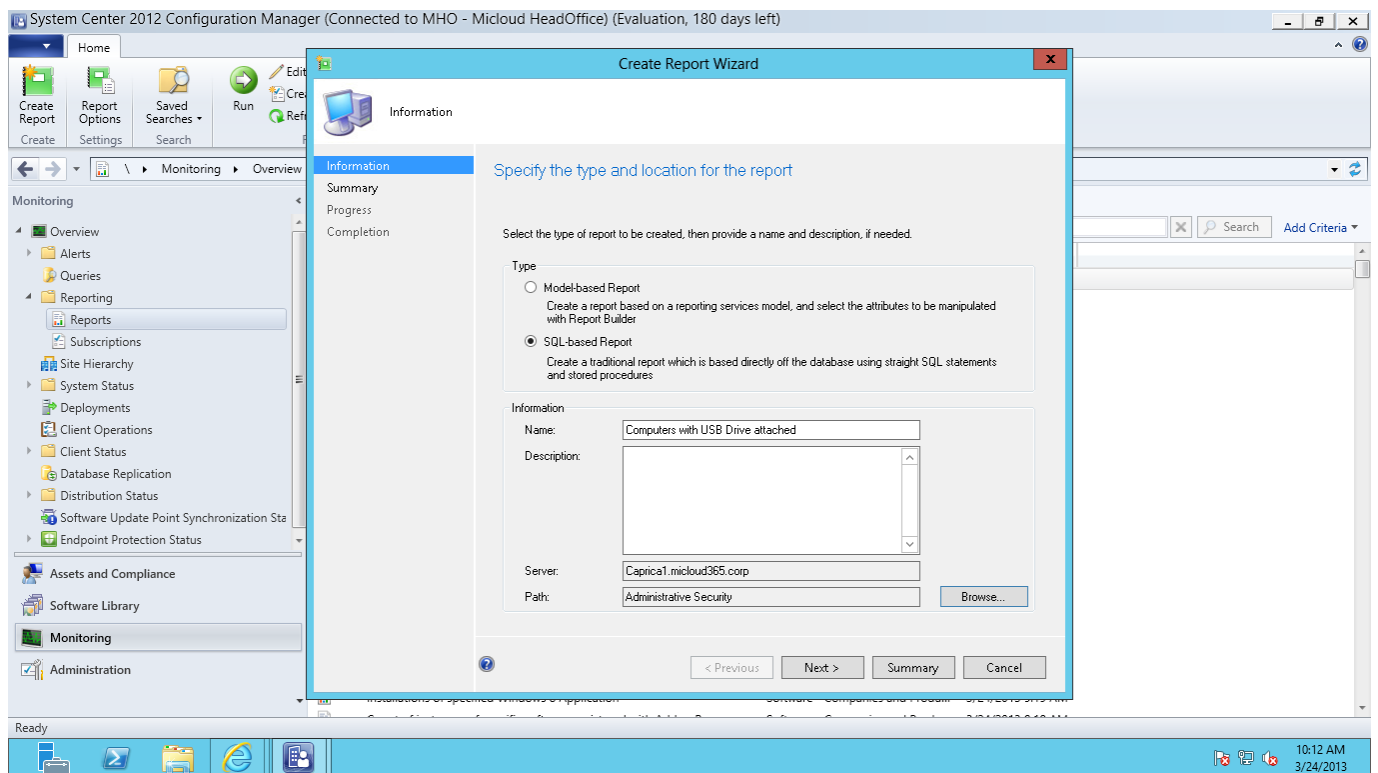 System Center 2012 Configuration Manager (Connected to MHO - Micloud HeadOffice) (Evaluation, 180 days left)
Home
Create Report
Report Options
Saved Searches
Run
Edit
Crea
Refr
Create
Settings
Search
\ Monitoring Overview
Monitoring
Overview
Alerts
Queries
Reporting
Reports
Subscriptions
Site Hierarchy
System Status
Deployments
Client Operations
Client Status
Database Replication
Distribution Status
Software Update Point Synchronization Sta
Endpoint Protection Status
Assets and Compliance
Software Library
Monitoring
Administration
Ready
Search
Add Criteria
Create Report Wizard
X
Information
Information
Summary
Progress
Completion
Specify the type and location for the report
Select the type of report to be created, then provide a name and description, if needed.
Type
Model-based Report
Create a report based on a reporting services model, and select the attributes to be manipulated
with Report Builder
SQL-based Report
Create a traditional report which is based directly off the database using straight SQL statements
and stored procedures
Information
Name: Computers with USB Drive attached
Description:
Server: Caprica1.micloud365.corp
Path: Administrative Security Browse...
< Previous Next > Summary Cancel
10:12 AM
3/24/2013